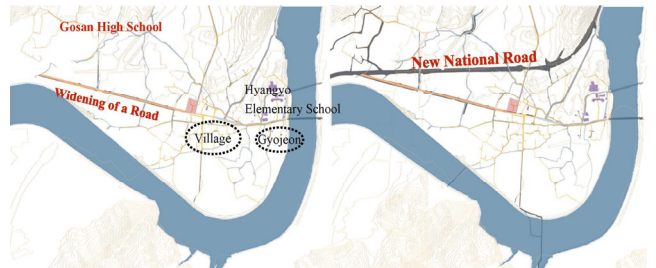 Gosan High School
Widening of a Road
Hyangyo
Elementary School
Village
Gyojeon
New National Road